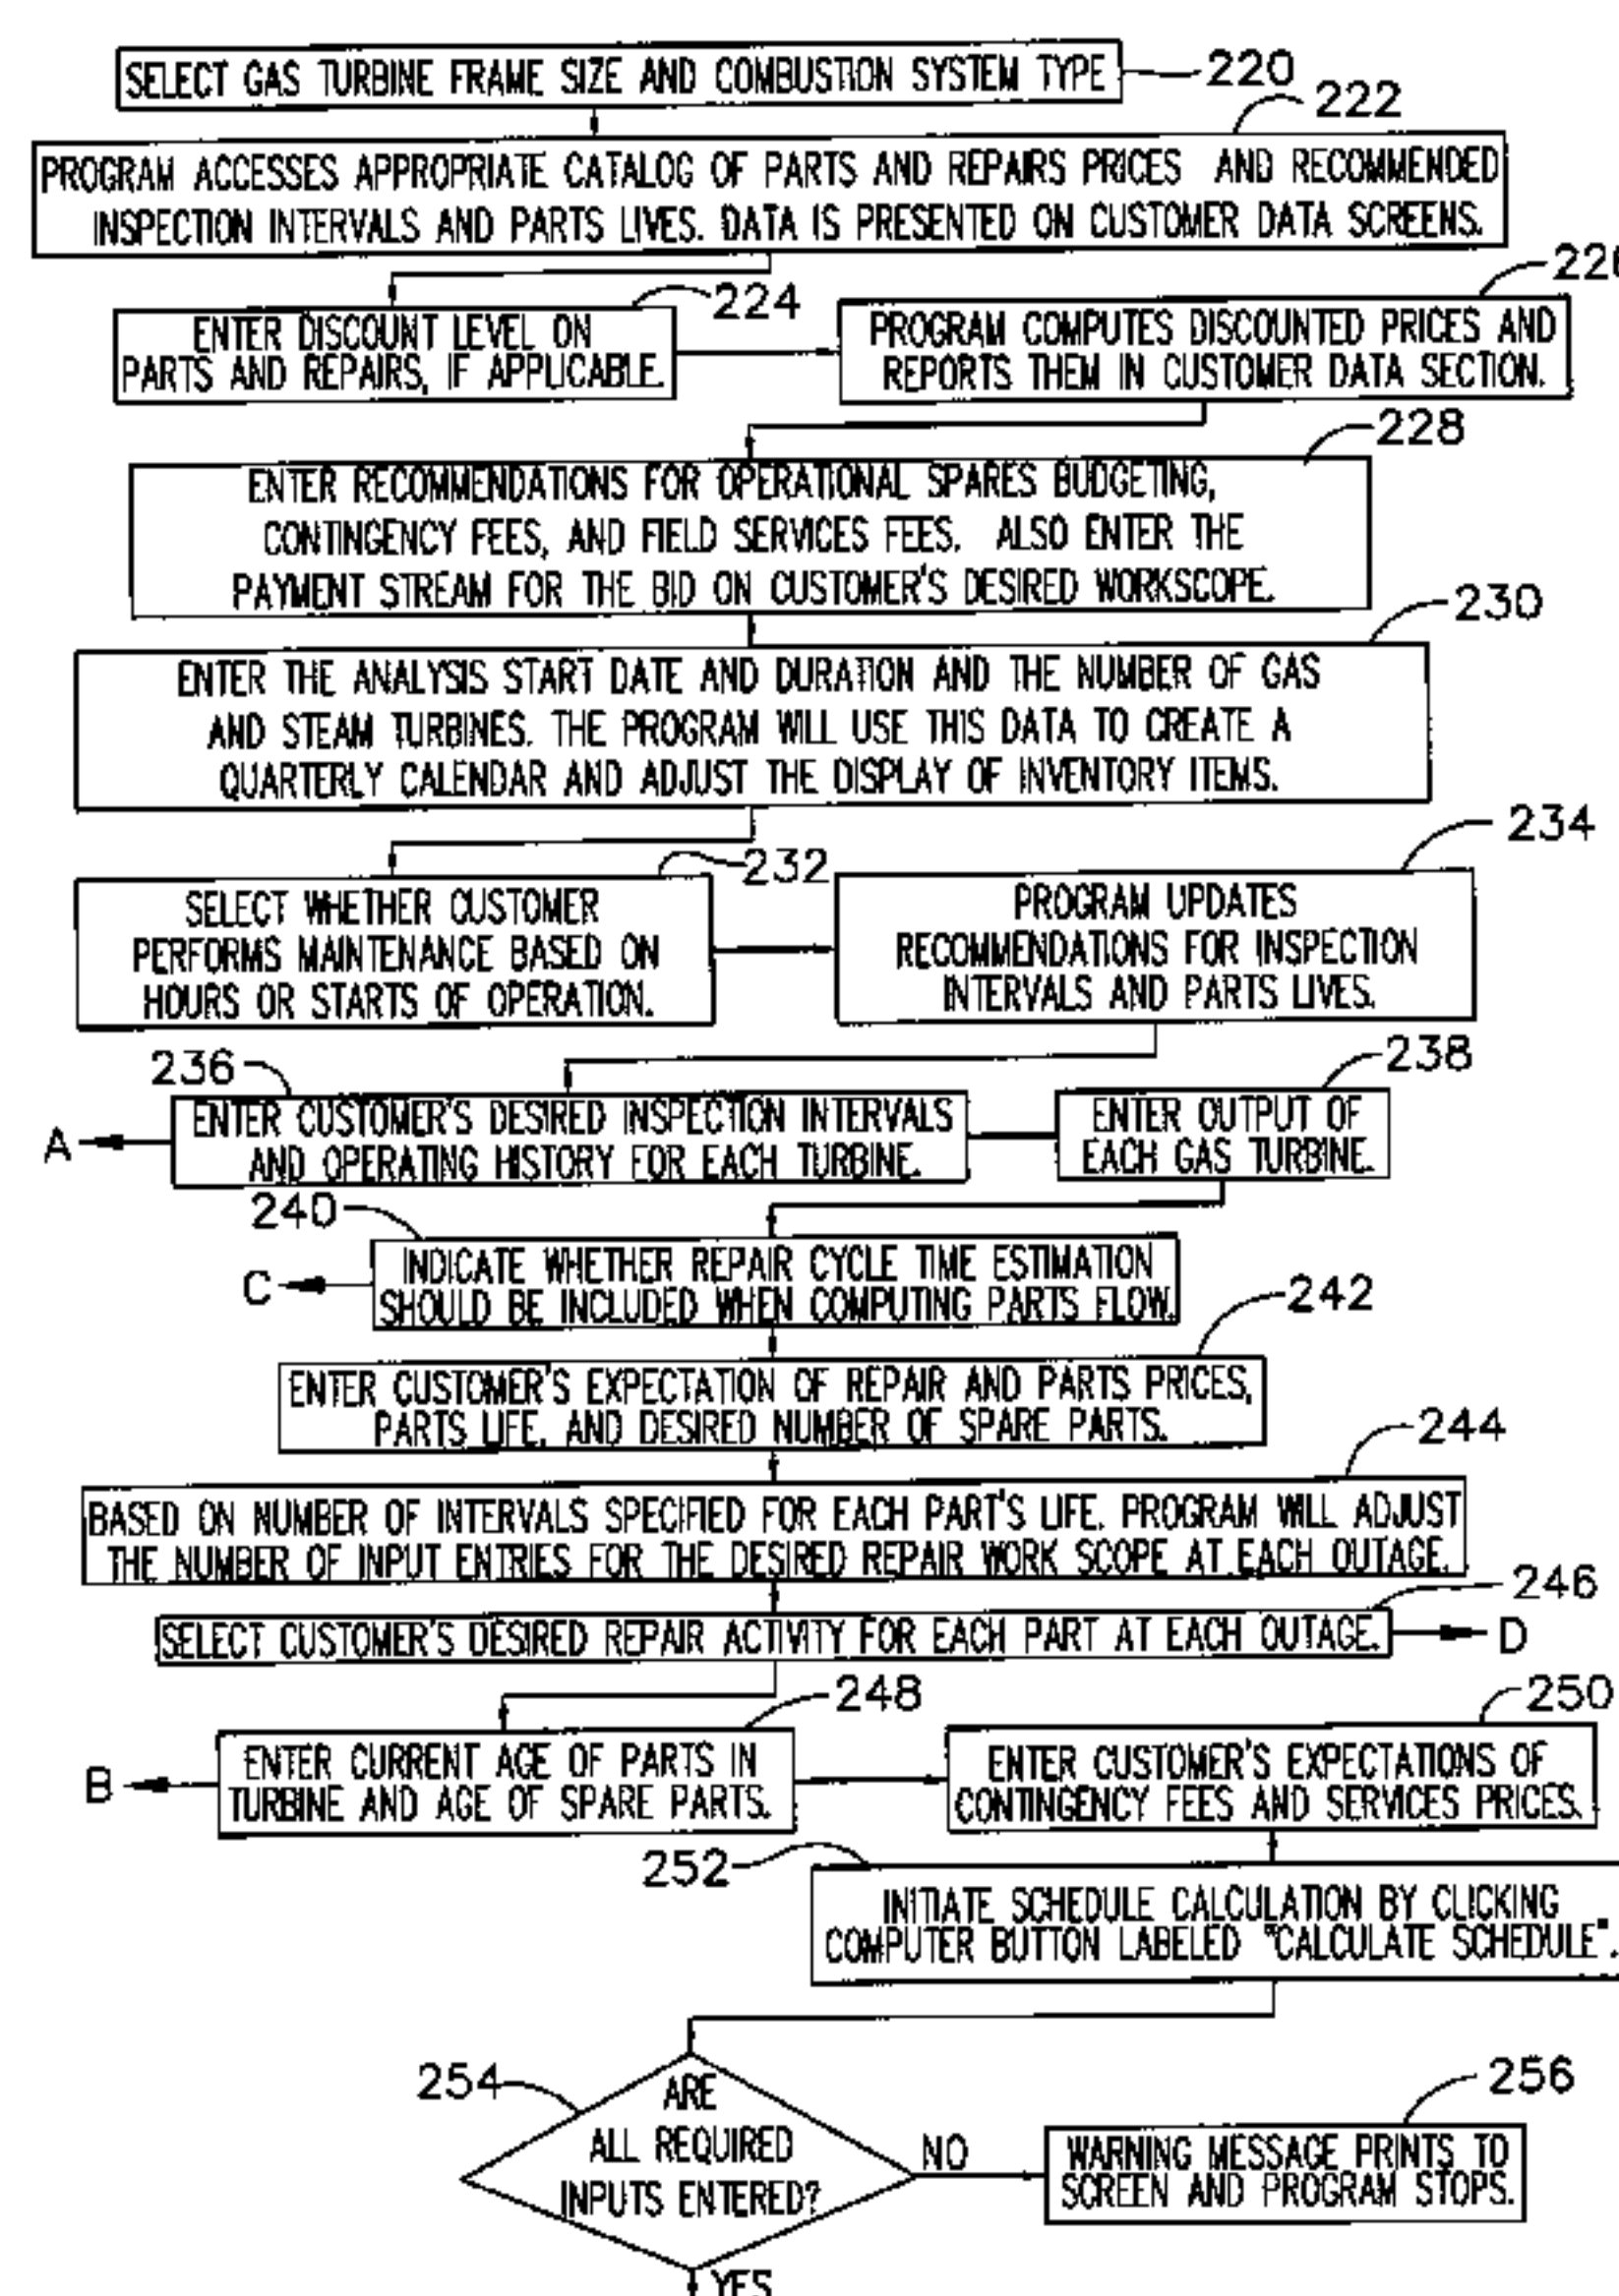 SELECT GAS TURBINE FRAME SIZE AND COMBUSTION SYSTEM TYPE
220
222
PROGRAM ACCESSES APPROPRIATE CATALOG OF PARTS AND REPAIRS PRICES AND RECOMMENDED
INSPECTION INTERVALS AND PARTS LIVES. DATA IS PRESENTED ON CUSTOMER DATA SCREENS.
224
ENTER DISCOUNT LEVEL ON
PARTS AND REPAIRS, IF APPLICABLE.
PROGRAM COMPUTES DISCOUNTED PRICES AND
REPORTS THEM IN CUSTOMER DATA SECTION.
228
ENTER RECOMMENDATIONS FOR OPERATIONAL SPARES BUDGETING,
CONTINGENCY FEES, AND FIELD SERVICES FEES. ALSO ENTER THE
PAYMENT STREAM FOR THE BID ON CUSTOMER'S DESIRED WORKSCOPE.
230
ENTER THE ANALYSIS START DATE AND DURATION AND THE NUMBER OF GAS
AND STEAM TURBINES. THE PROGRAM WILL USE THIS DATA TO CREATE A
QUARTERLY CALENDAR AND ADJUST THE DISPLAY OF INVENTORY ITEMS.
232
SELECT WHETHER CUSTOMER
PERFORMS MAINTENANCE BASED ON
HOURS OR STARTS OF OPERATION.
234
PROGRAM UPDATES
RECOMMENDATIONS FOR INSPECTION
INTERVALS AND PARTS LIVES.
236
A
ENTER CUSTOMER'S DESIRED INSPECTION INTERVALS
AND OPERATING HISTORY FOR EACH TURBINE.
238
ENTER OUTPUT OF
EACH GAS TURBINE.
240
C
INDICATE WHETHER REPAIR CYCLE TIME ESTIMATION
SHOULD BE INCLUDED WHEN COMPUTING PARTS FLOW.
242
ENTER CUSTOMER'S EXPECTATION OF REPAIR AND PARTS PRICES,
PARTS LIFE, AND DESIRED NUMBER OF SPARE PARTS.
244
BASED ON NUMBER OF INTERVALS SPECIFIED FOR EACH PART'S LIFE. PROGRAM WILL ADJUST
THE NUMBER OF INPUT ENTRIES FOR THE DESIRED REPAIR WORK SCOPE AT EACH OUTAGE.
246
SELECT CUSTOMER'S DESIRED REPAIR ACTIVITY FOR EACH PART AT EACH OUTAGE.
D
248
B
ENTER CURRENT AGE OF PARTS IN
TURBINE AND AGE OF SPARE PARTS.
250
ENTER CUSTOMER'S EXPECTATIONS OF
CONTINGENCY FEES AND SERVICES PRICES.
252
INITIATE SCHEDULE CALCULATION BY CLICKING
COMPUTER BUTTON LABELED "CALCULATE SCHEDULE".
254
ARE
ALL REQUIRED
INPUTS ENTERED?
NO
256
WARNING MESSAGE PRINTS TO
SCREEN AND PROGRAM STOPS.
YES